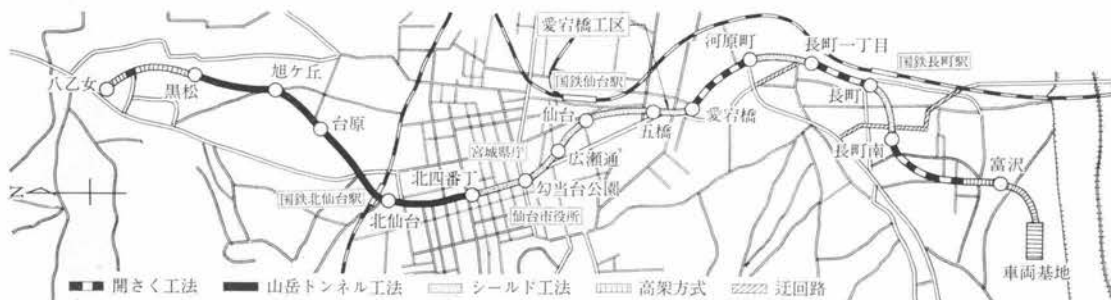 愛宕橋工区
河原町
長町一丁目
国鉄長町駅
国鉄仙台駅
八乙女
黒松
旭ケ丘
台原
仙台
五橋
愛宕橋
長町
長町南
富沢
宮城県庁
広瀬通
北四番丁
勾当台公園
国鉄北仙台駅
北仙台
仙台市役所
車両基地
N
開さく工法 山岳トンネル工法 シールド工法 高架方式 迂回路